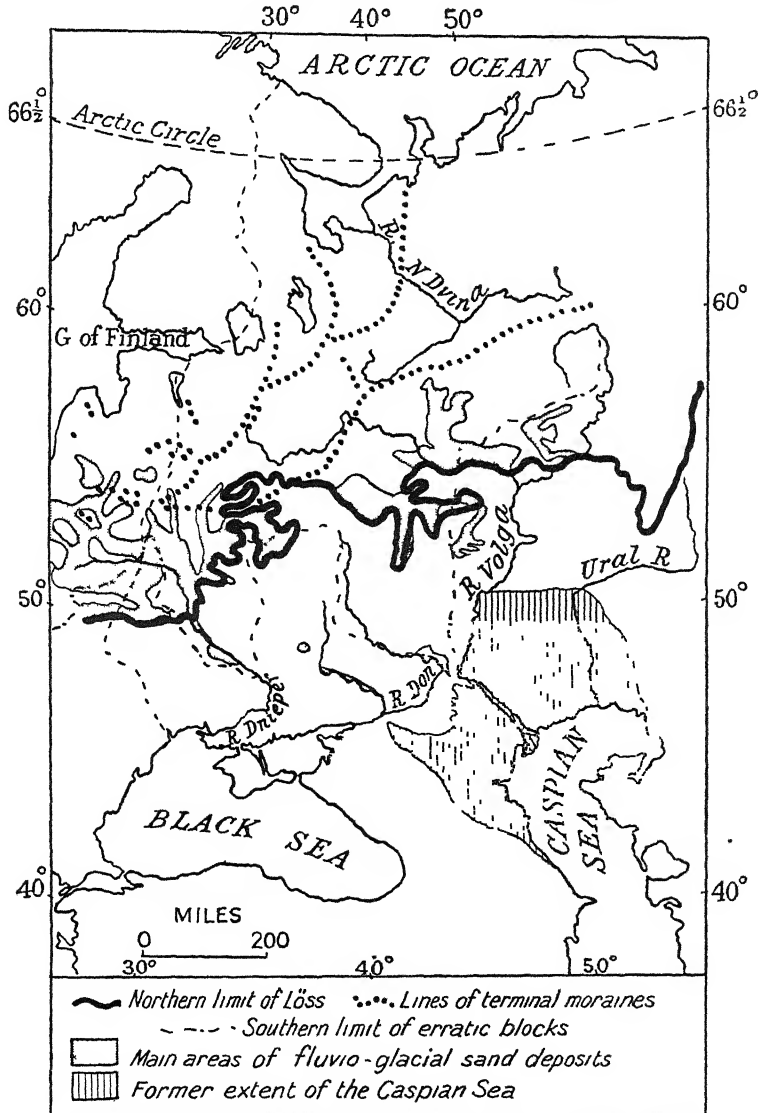 30° 40° 50°
ARCTIC OCEAN
66½° 66½°
Arctic Circle
R. N Dvina
60° 60°
G of Finland
R Volga
Ural R
50° 50°
R Don
R Dniepe
CASPIAN
SEA
BLACK SEA
40° 40°
MILES
0 200
30° 40° 50°
Northern limit of Löss Lines of terminal moraines
Southern limit of erratic blocks
Main areas of fluvio-glacial sand deposits
Former extent of the Caspian Sea